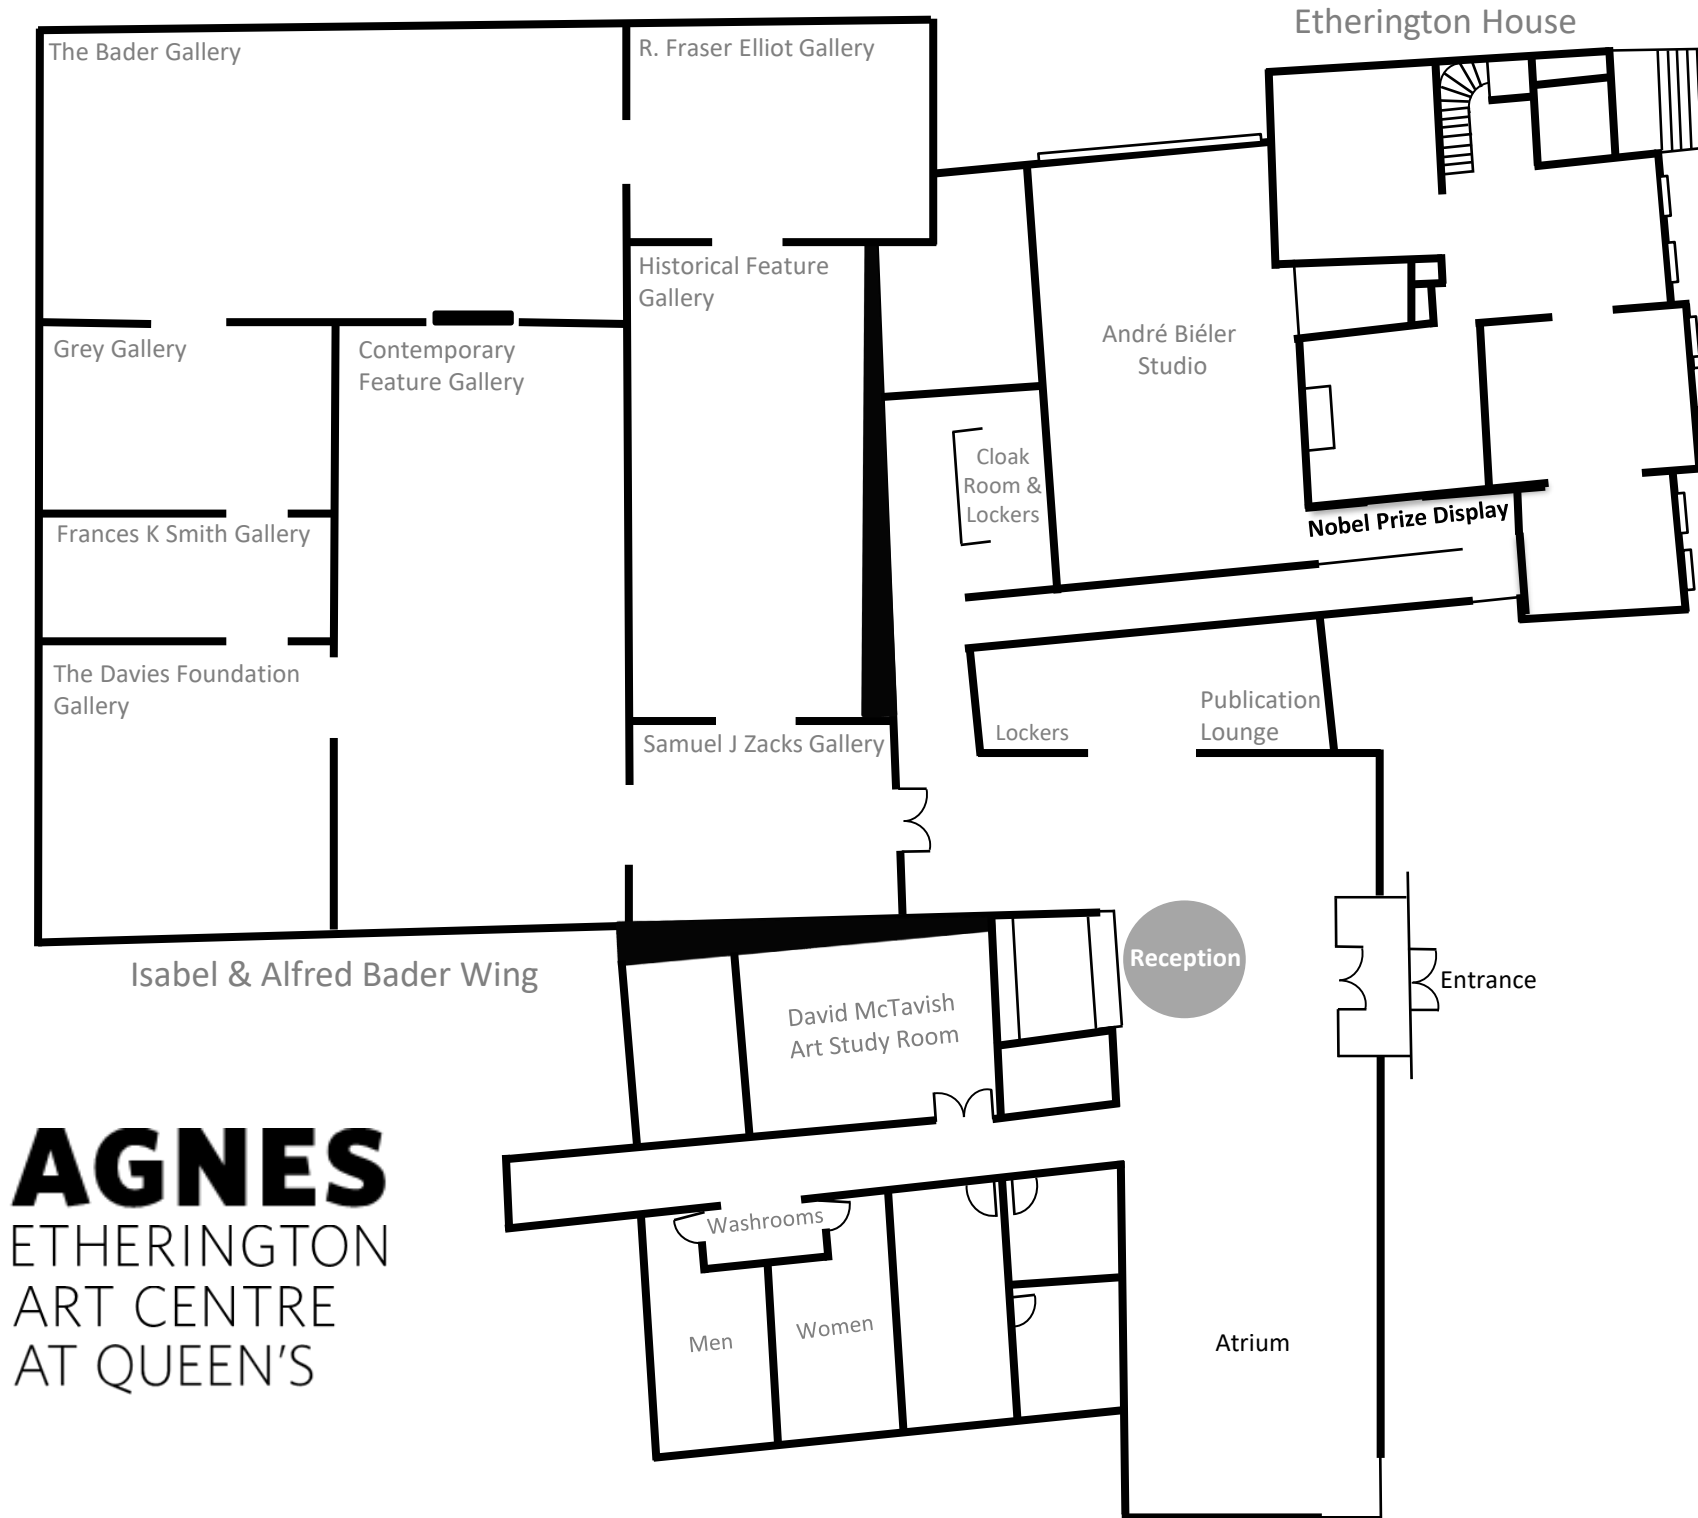 Etherington House
The Bader Gallery
R. Fraser Elliot Gallery
Historical Feature
Gallery
Grey Gallery
Contemporary
Feature Gallery
André Biéler
Studio
Cloak
Room &
Lockers
Nobel Prize Display
Frances K Smith Gallery
The Davies Foundation
Gallery
Samuel J Zacks Gallery
Lockers
Publication
Lounge
Reception
Entrance
Isabel & Alfred Bader Wing
David McTavish
Art Study Room
Washrooms
Men
Women
Atrium
AGNES
ETHERINGTON
ART CENTRE
AT QUEEN'S